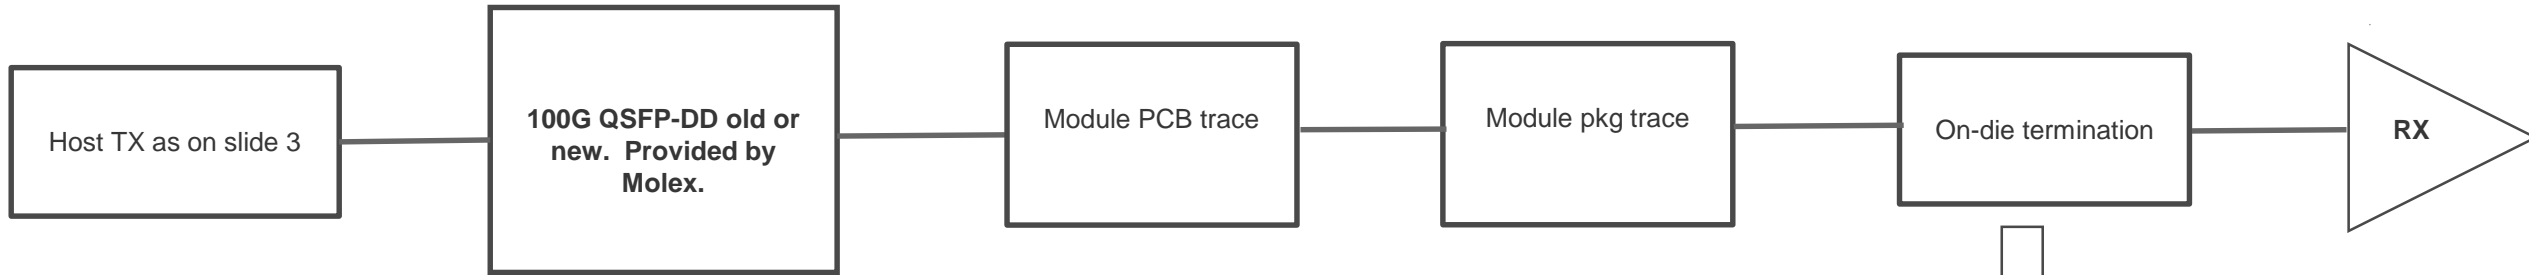 Host TX as on slide 3
100G QSFP-DD old or
new.  Provided by
Molex.
Module PCB trace
Module pkg trace
On-die termination
RX